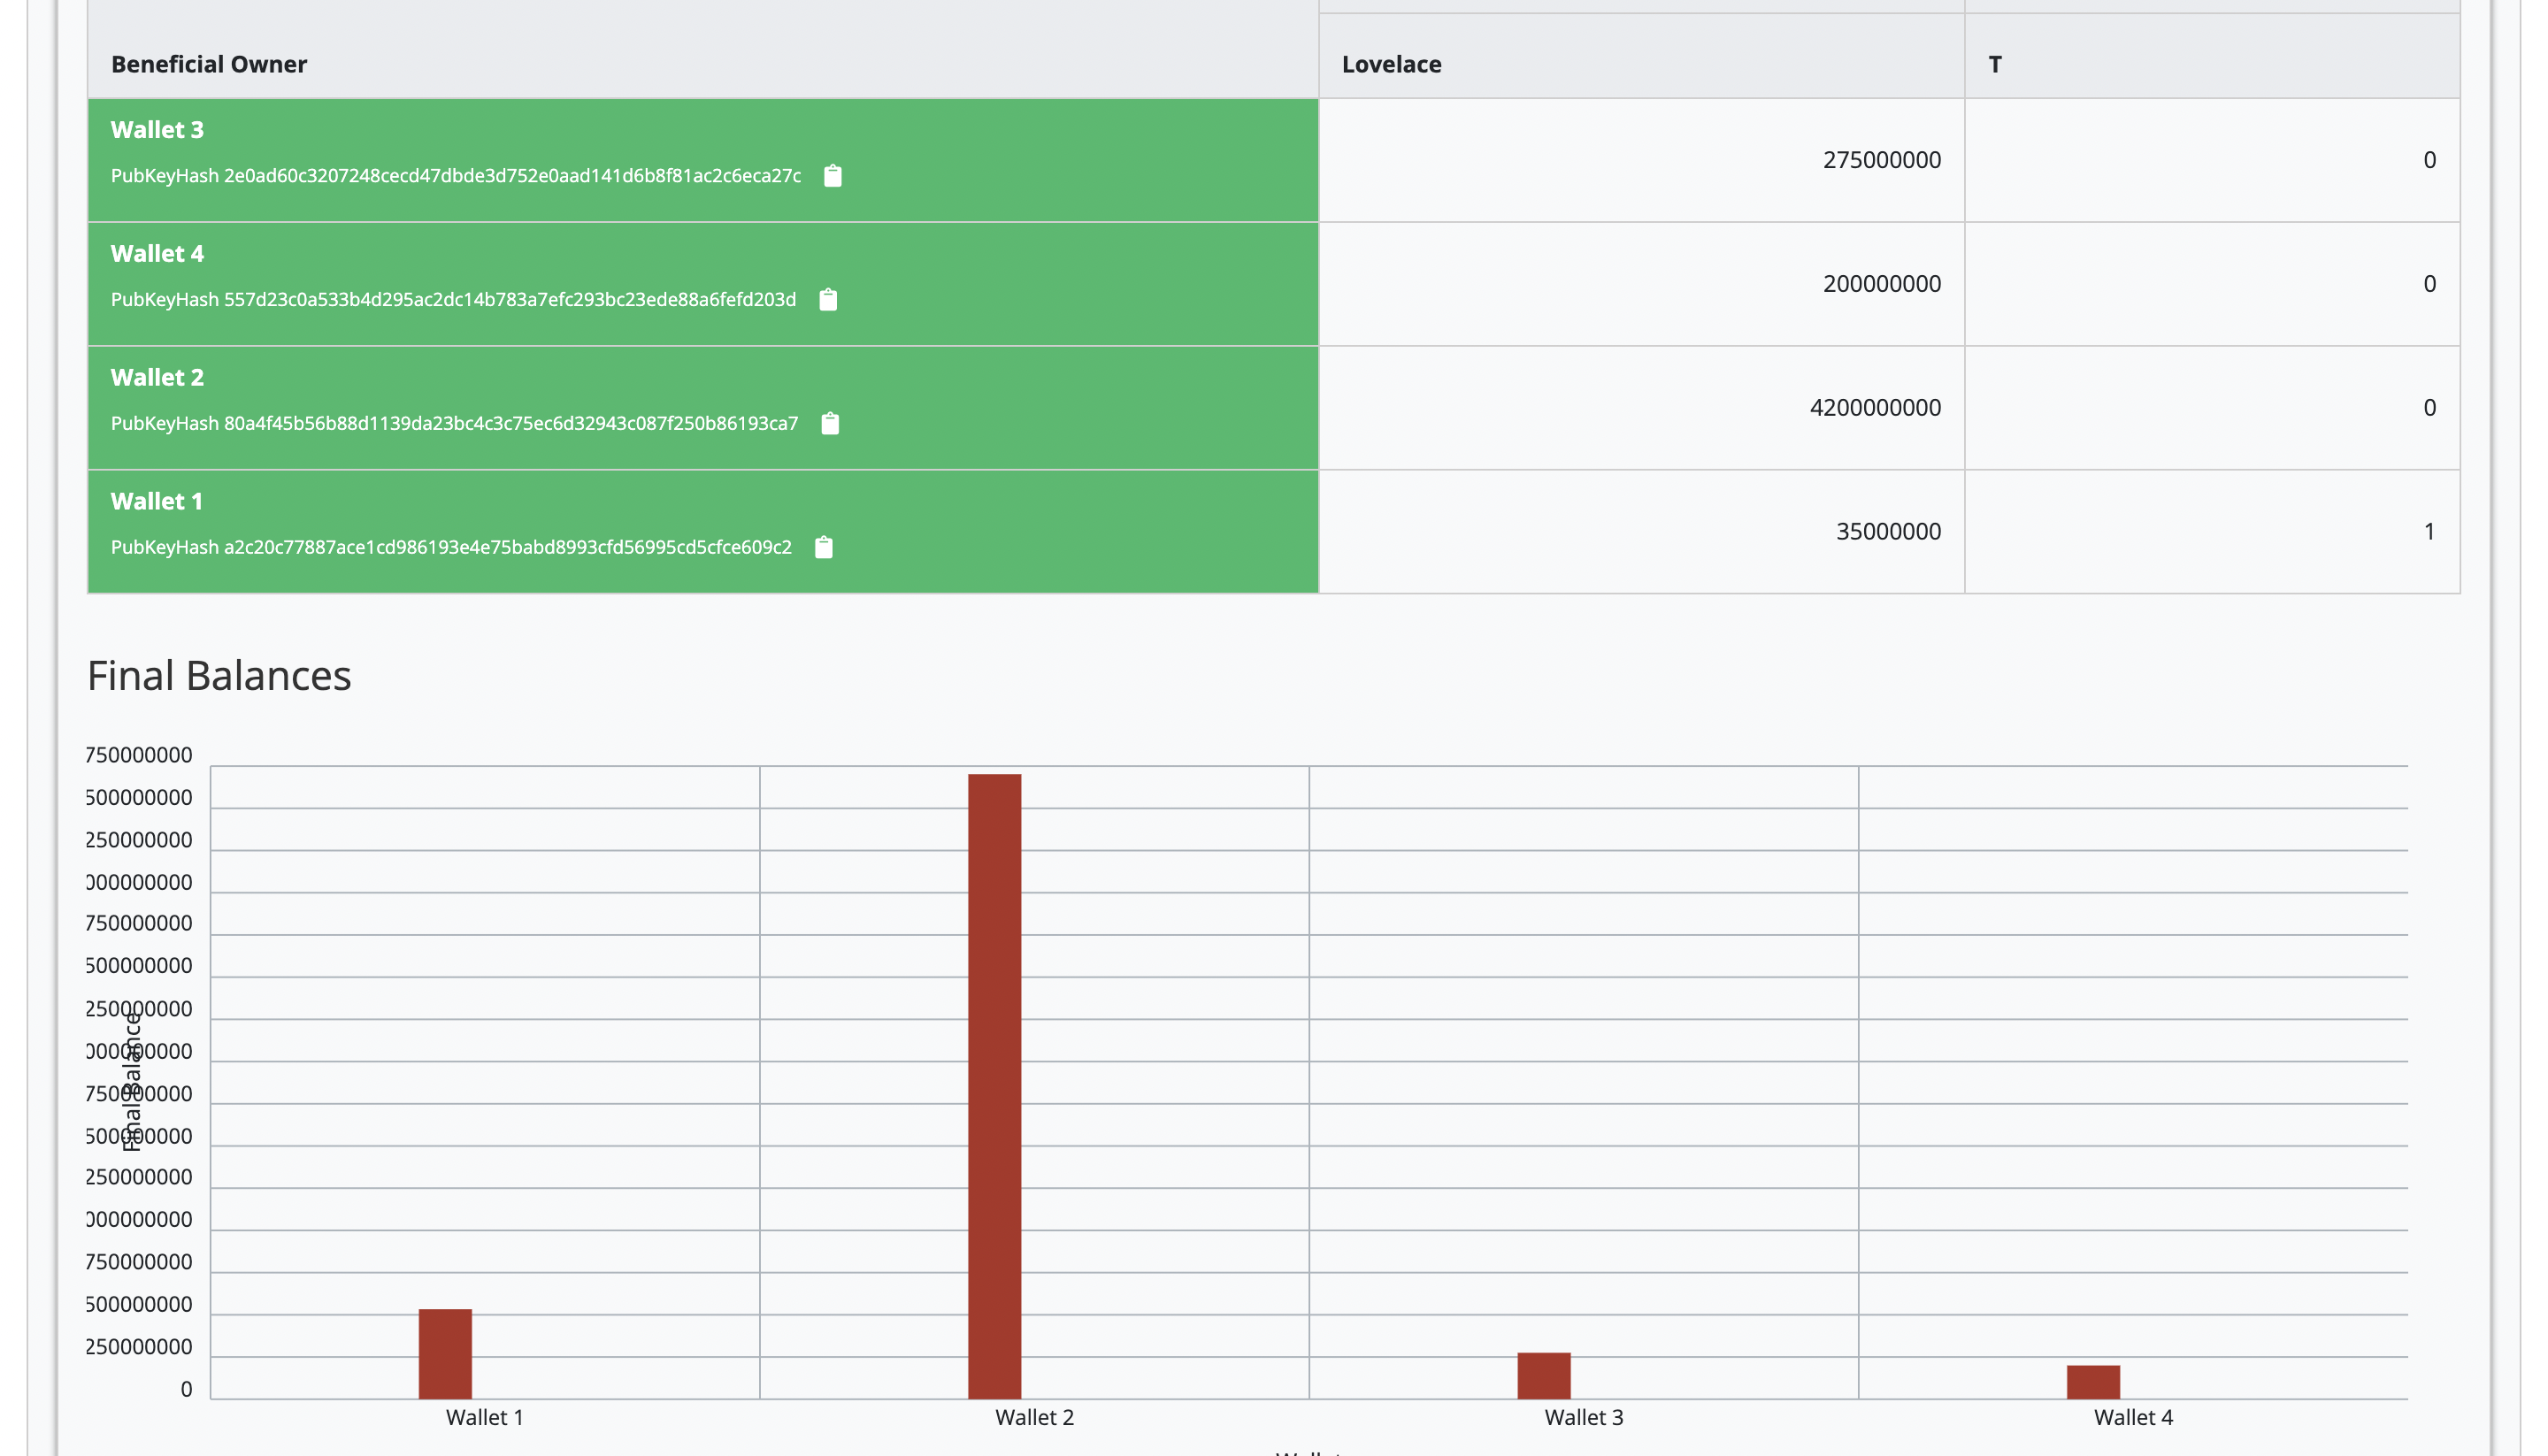 Beneficial Owner
Lovelace
T
Wallet 3
PubKeyHash 2e0ad60c3207248cecd47dbde3d752e0aad141d6b8f81ac2c6eca27c
275000000
0
Wallet 4
PubKeyHash 557d23c0a533b4d295ac2dc14b783a7efc293bc23ede88a6fefd203d
200000000
0
Wallet 2
PubKeyHash 80a4f45b56b88d1139da23bc4c3c75ec6d32943c087f250b86193ca7
4200000000
0
Wallet 1
PubKeyHash a2c20c77887ace1cd986193e4e75babd8993cfd56995cd5cfce609c2
35000000
1
Final Balances
750000000
500000000
250000000
000000000
750000000
500000000
250000000
000000000
750000000
500000000
250000000
000000000
750000000
500000000
250000000
0
Final Balance
Wallet 1
Wallet 2
Wallet 3
Wallet 4